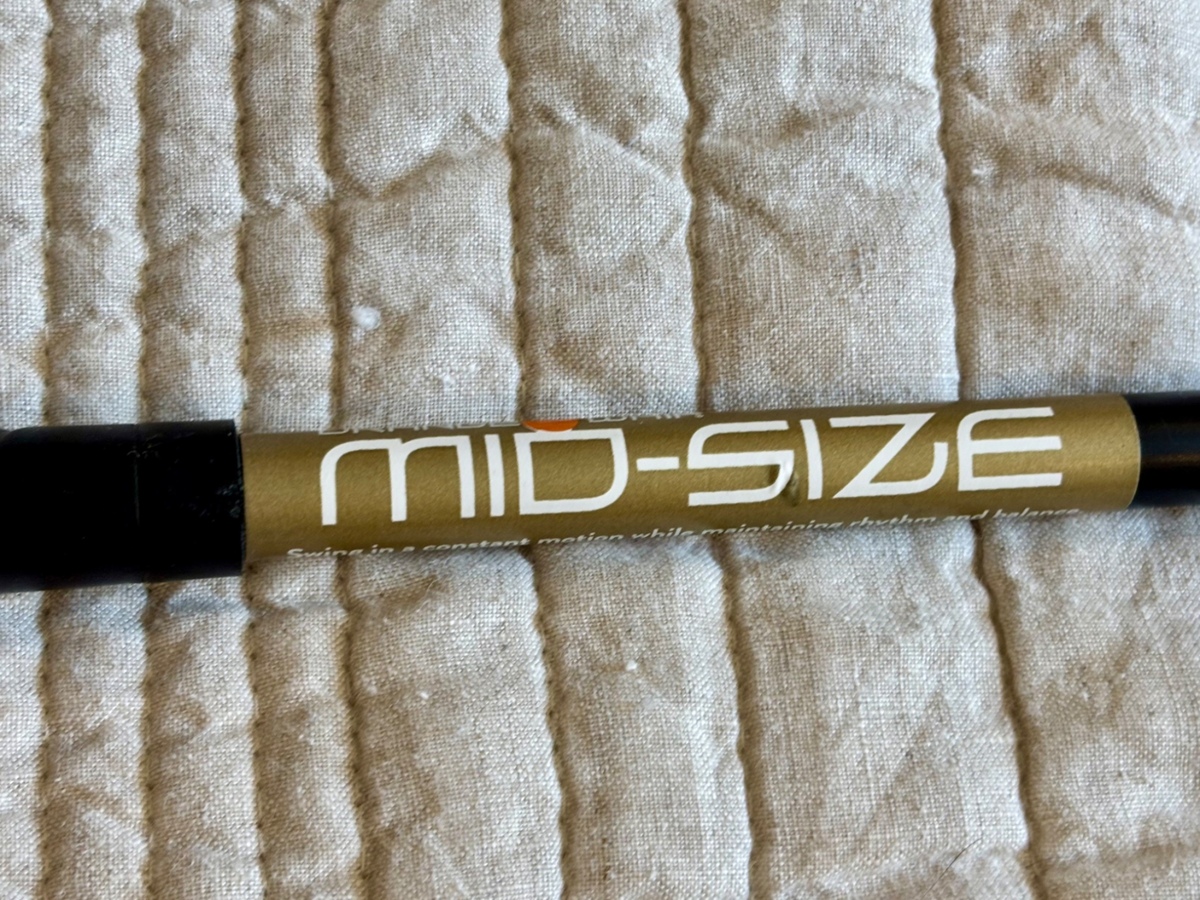 MID-SIZE
Swing in a constant motion while maintaining rhythm and balance